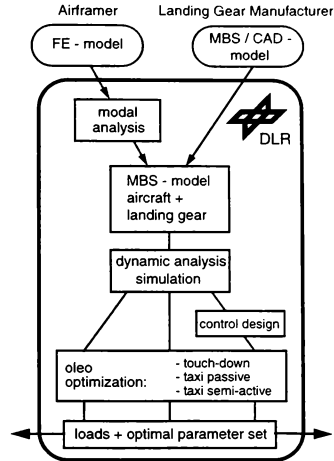 Airframer
Landing Gear Manufacturer
FE - model
MBS / CAD -
model
modal
analysis
DLR
MBS - model
aircraft +
landing gear
dynamic analysis
simulation
control design
oleo
optimization:
- touch-down
- taxi passive
- taxi semi-active
loads + optimal parameter set